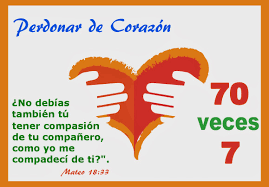 Perdonar de Corazón
¿No debías
también tú
tener compasión
de tu compañero,
como yo me
compadecí de ti?".
Mateo 18:33
70
veces
7